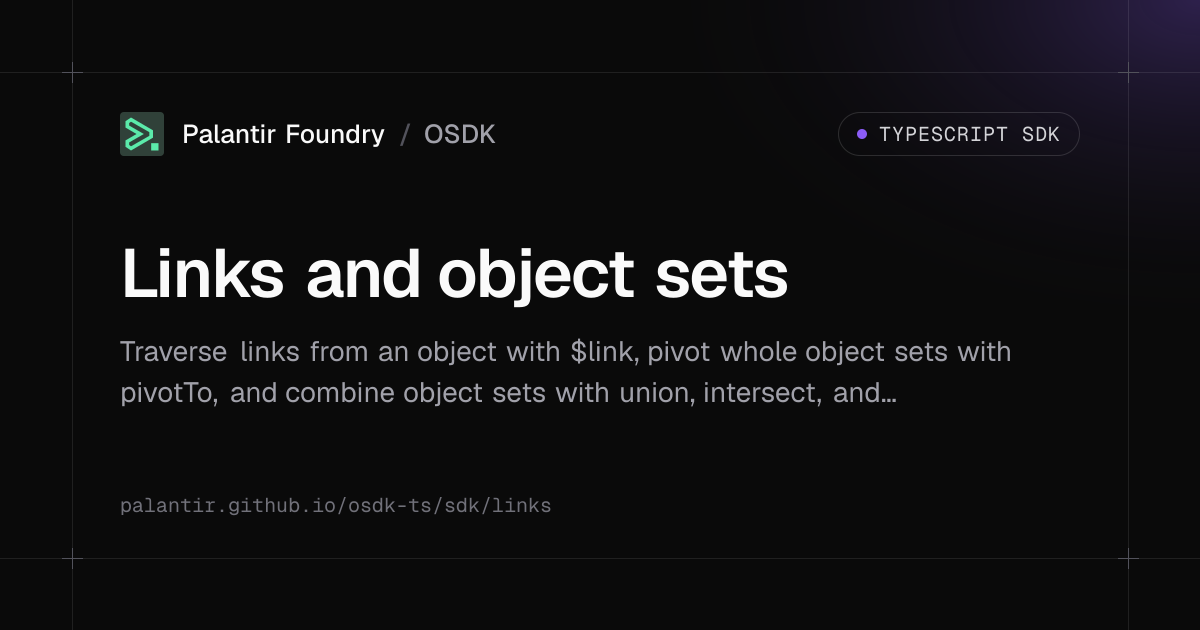 Palantir Foundry / OSDK
TYPESCRIPT SDK
Links and object sets
Traverse links from an object with $link, pivot whole object sets with
pivotTo, and combine object sets with union, intersect, and…
palantir.github.io/osdk-ts/sdk/links